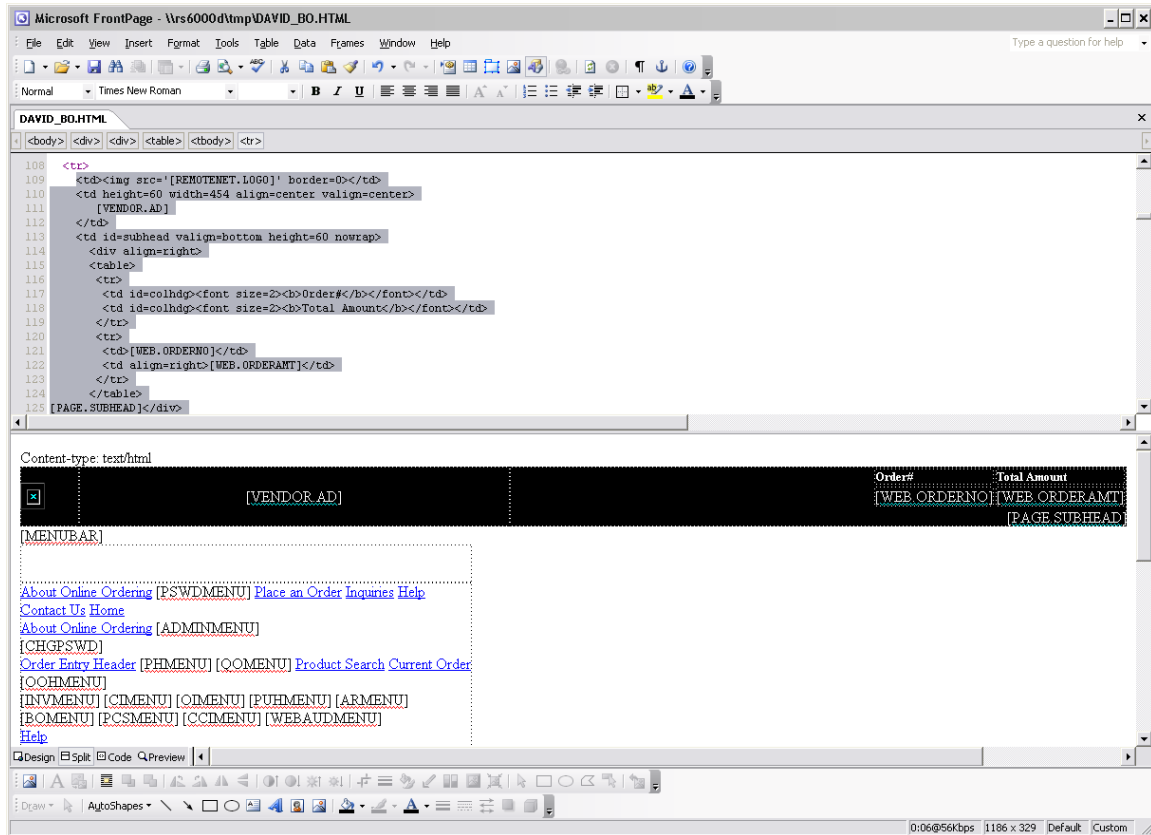 Microsoft FrontPage - \\rs6000d\tmp\DAVID_BO.HTML
File Edit View Insert Format Tools Table Data Frames Window Help
Type a question for help
Normal Times New Roman
DAVID_BO.HTML
<body> <div> <div> <table> <tbody> <tr>
108 <tr>
109 <td><img src='[REMOTENET.LOGO]' border=0></td>
110 <td height=60 width=454 align=center valign=center>
111 [VENDOR.AD]
112 </td>
113 <td id=subhead valign=bottom height=60 nowrap>
114 <div align=right>
115 <table>
116 <tr>
117 <td id=colhdg><font size=2><b>Order#</b></font></td>
118 <td id=colhdg><font size=2><b>Total Amount</b></font></td>
119 </tr>
120 <tr>
121 <td>[WEB.ORDERNO]</td>
122 <td align=right>[WEB.ORDERAMT]</td>
123 </tr>
124 </table>
125 [PAGE.SUBHEAD]</div>
Content-type: text/html
Order# Total Amount
[VENDOR.AD] [WEB.ORDERNO] [WEB.ORDERAMT]
[PAGE.SUBHEAD]
[MENUBAR]
About Online Ordering [PSWDMENU] Place an Order Inquiries Help
Contact Us Home
About Online Ordering [ADMINMENU]
[CHGPSWD]
Order Entry Header [PHMENU] [QOMENU] Product Search Current Order
[OOHMENU]
[INVMENU] [CIMENU] [OIMENU] [PUHMENU] [ARMENU]
[BOMENU] [PCSMENU] [CCIMENU] [WEBAUDMENU]
Help
Design Split Code Preview
Draw AutoShapes
0:06@56Kbps 1186 x 329 Default Custom